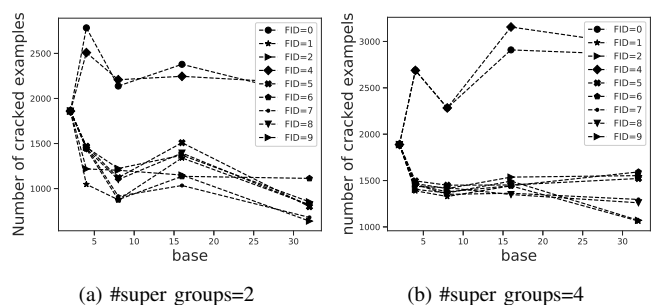 Number of cracked examples
2500
2000
1500
1000
5
10
15
20
25
30
base
FID=0
FID=1
FID=2
FID=4
FID=5
FID=6
FID=7
FID=8
FID=9
(a) #super groups=2
number of cracked exampels
3000
2500
2000
1500
1000
5
10
15
20
25
30
base
FID=0
FID=1
FID=2
FID=4
FID=5
FID=6
FID=7
FID=8
FID=9
(b) #super groups=4